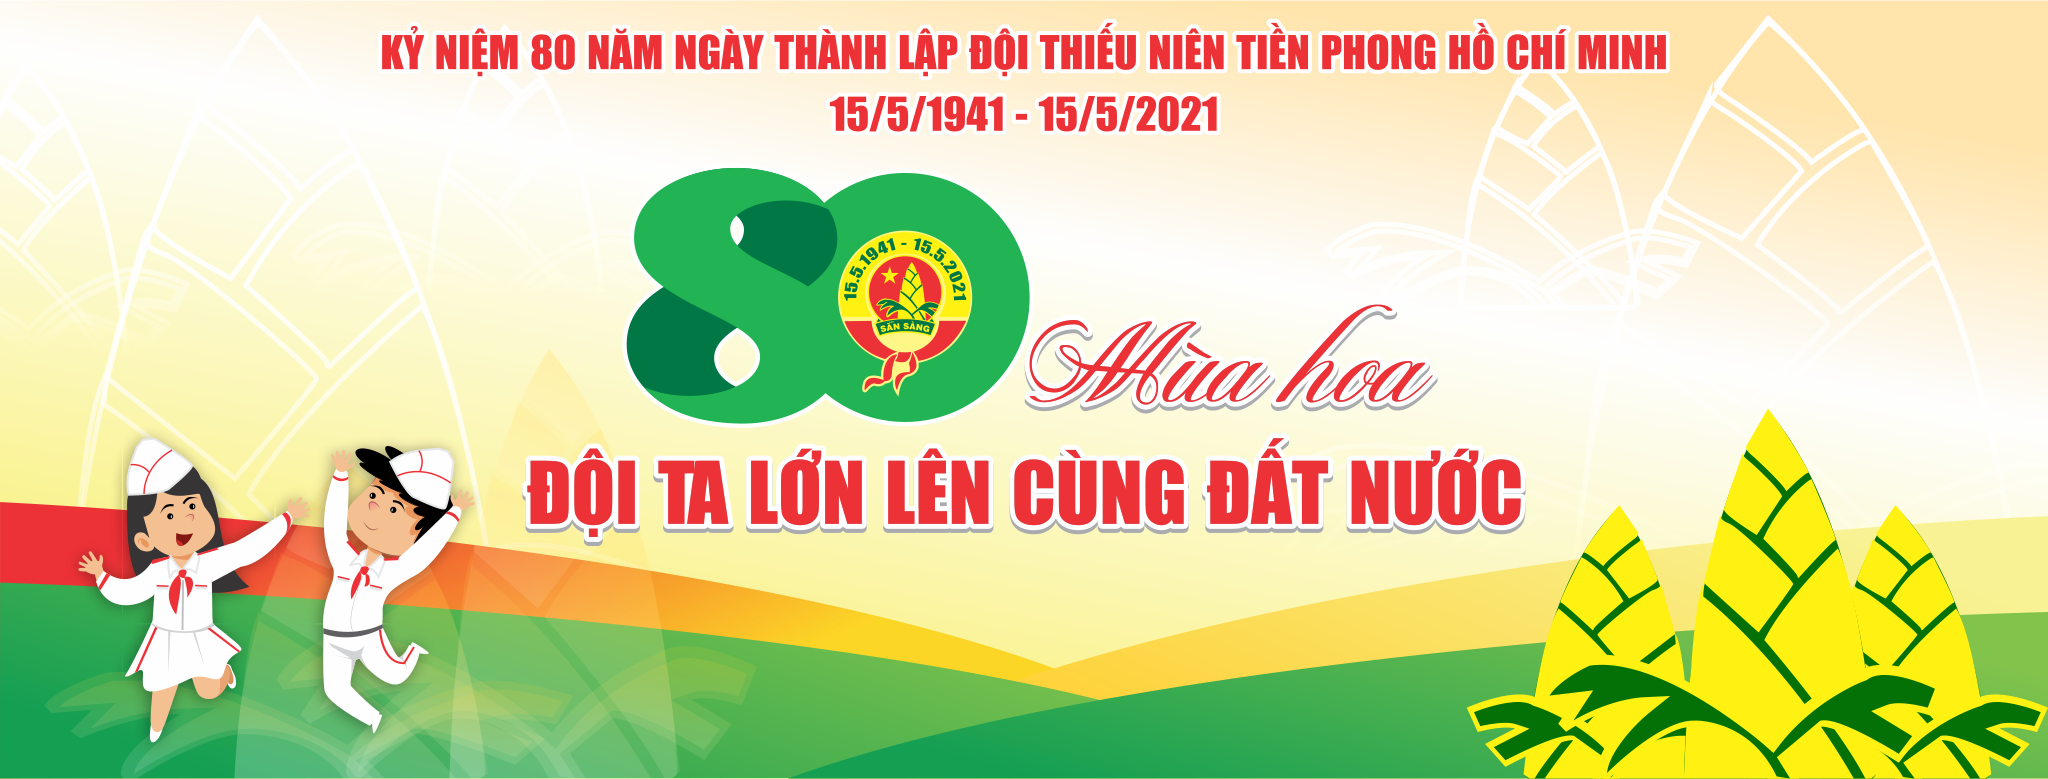 KỶ NIỆM 80 NĂM NGÀY THÀNH LẬP ĐỘI THIẾU NIÊN TIỀN PHONG HỒ CHÍ MINH
15/5/1941 - 15/5/2021
80
15.5.1941 - 15.5.2021
SẴN SÀNG
Mùa hoa
ĐỘI TA LỚN LÊN CÙNG ĐẤT NƯỚC